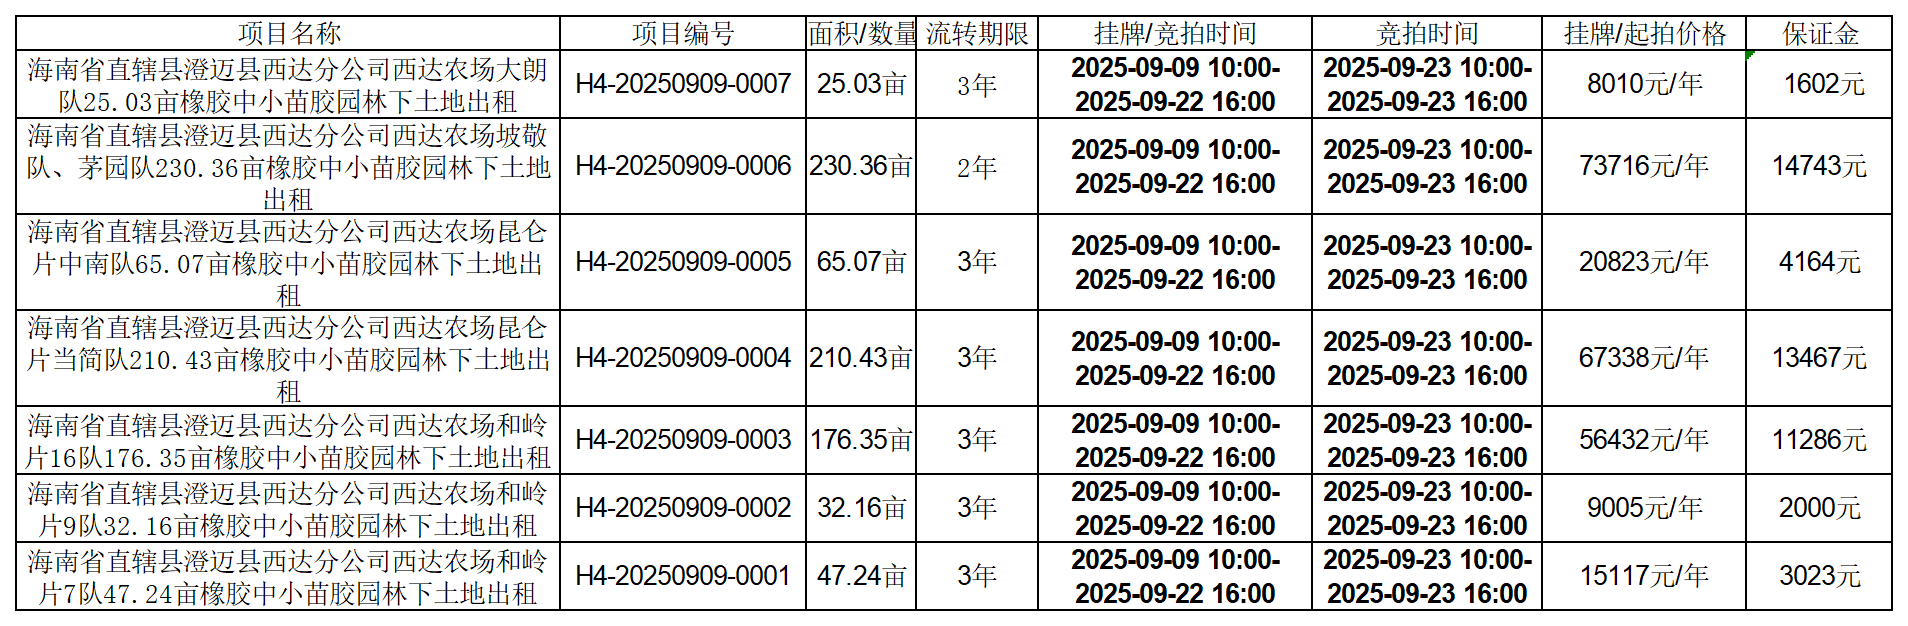 项目名称 项目编号 面积/数量 流转期限 挂牌/竞拍时间 竞拍时间 挂牌/起拍价格 保证金
海南省直辖县澄迈县西达分公司西达农场大朗
队25.03亩橡胶中小苗胶园林下土地出租
H4-20250909-0007
25.03亩
3年
2025-09-09 10:00-
2025-09-22 16:00
2025-09-23 10:00-
2025-09-23 16:00
8010元/年
1602元
海南省直辖县澄迈县西达分公司西达农场坡敬
队、茅园队230.36亩橡胶中小苗胶园林下土地
出租
H4-20250909-0006
230.36亩
2年
2025-09-09 10:00-
2025-09-22 16:00
2025-09-23 10:00-
2025-09-23 16:00
73716元/年
14743元
海南省直辖县澄迈县西达分公司西达农场昆仑
片中南队65.07亩橡胶中小苗胶园林下土地出
租
H4-20250909-0005
65.07亩
3年
2025-09-09 10:00-
2025-09-22 16:00
2025-09-23 10:00-
2025-09-23 16:00
20823元/年
4164元
海南省直辖县澄迈县西达分公司西达农场昆仑
片当简队210.43亩橡胶中小苗胶园林下土地出
租
H4-20250909-0004
210.43亩
3年
2025-09-09 10:00-
2025-09-22 16:00
2025-09-23 10:00-
2025-09-23 16:00
67338元/年
13467元
海南省直辖县澄迈县西达分公司西达农场和岭
片16队176.35亩橡胶中小苗胶园林下土地出租
H4-20250909-0003
176.35亩
3年
2025-09-09 10:00-
2025-09-22 16:00
2025-09-23 10:00-
2025-09-23 16:00
56432元/年
11286元
海南省直辖县澄迈县西达分公司西达农场和岭
片9队32.16亩橡胶中小苗胶园林下土地出租
H4-20250909-0002
32.16亩
3年
2025-09-09 10:00-
2025-09-22 16:00
2025-09-23 10:00-
2025-09-23 16:00
9005元/年
2000元
海南省直辖县澄迈县西达分公司西达农场和岭
片7队47.24亩橡胶中小苗胶园林下土地出租
H4-20250909-0001
47.24亩
3年
2025-09-09 10:00-
2025-09-22 16:00
2025-09-23 10:00-
2025-09-23 16:00
15117元/年
3023元